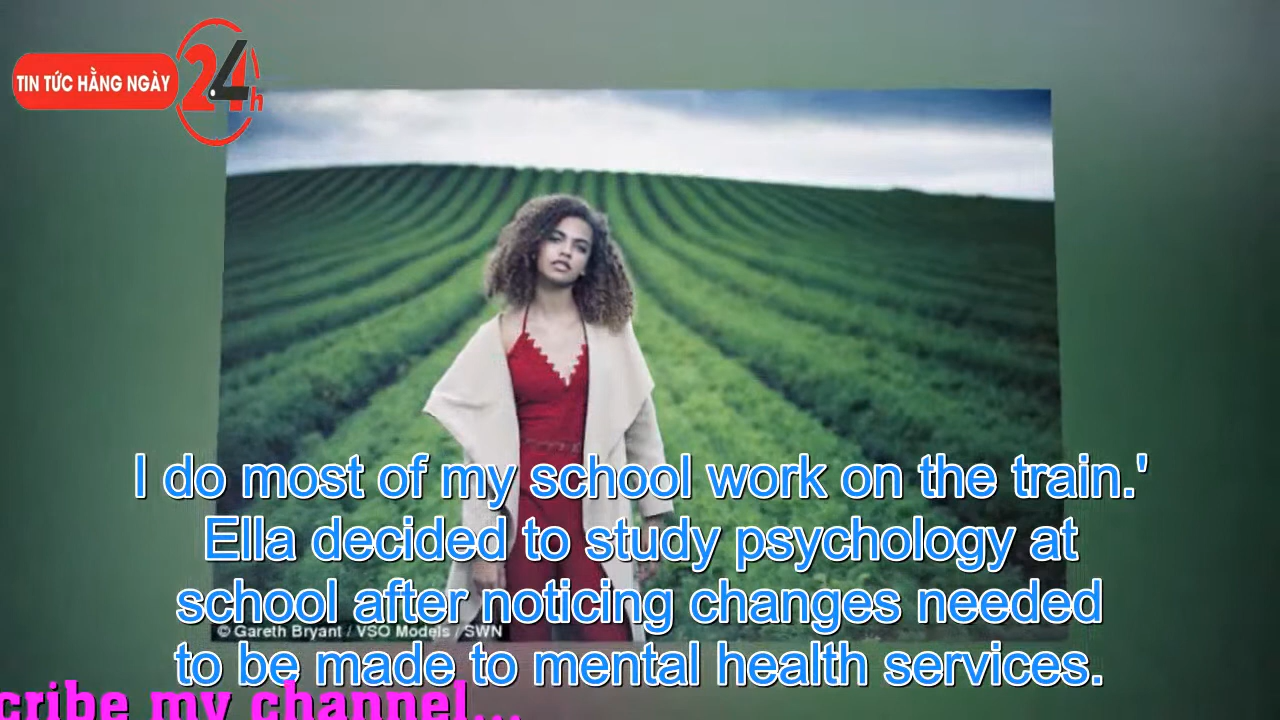 TIN TỨC HẰNG NGÀY 24h
I do most of my school work on the train.'
Ella decided to study psychology at
school after noticing changes needed
© Gareth Bryant / VSO Models / SWN
to be made to mental health services.
cribe my channel...